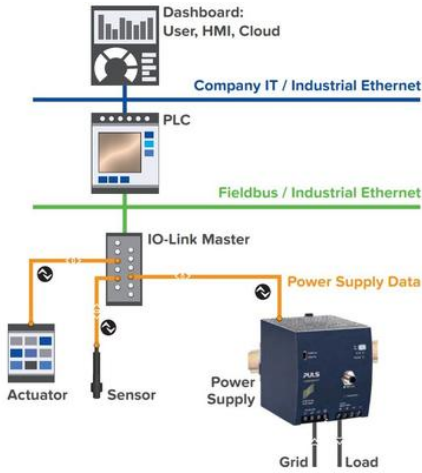 Dashboard:
User, HMI, Cloud
Company IT / Industrial Ethernet
PLC
Fieldbus / Industrial Ethernet
IO-Link Master
Power Supply Data
PULS
Actuator
Sensor
Power
Supply
Grid
Load